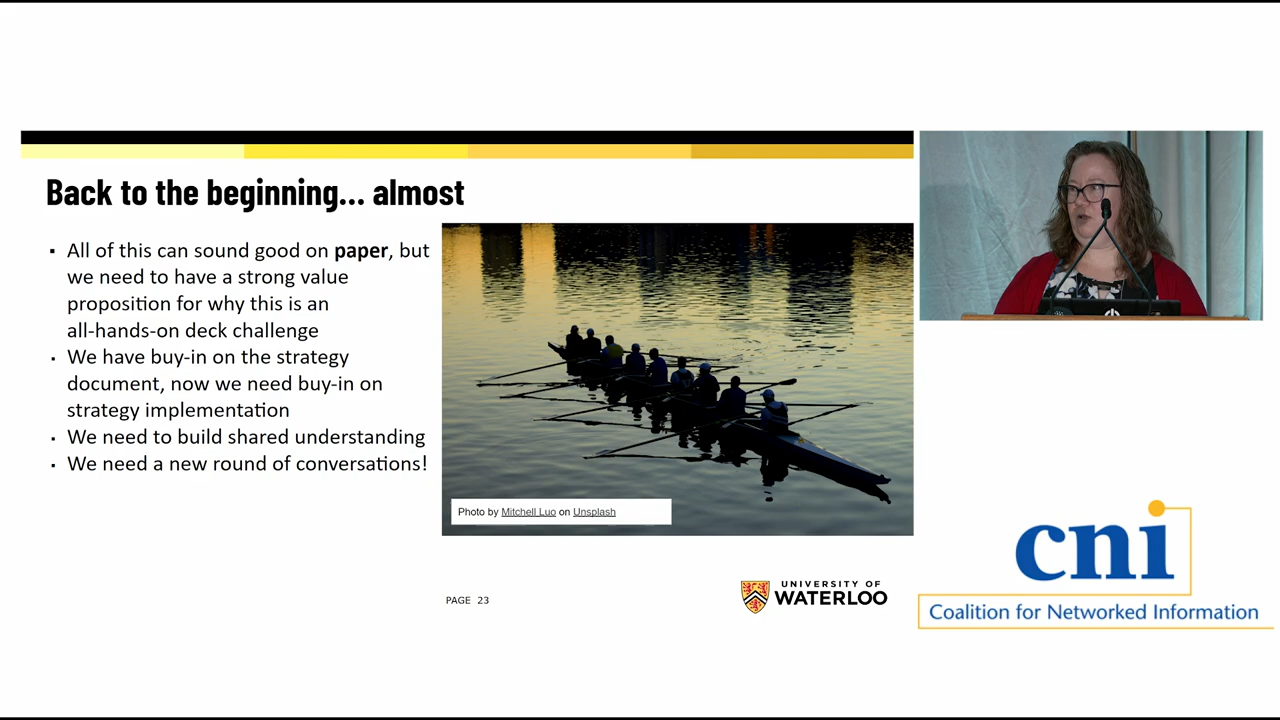 Back to the beginning... almost
▪ All of this can sound good on paper, but
we need to have a strong value
proposition for why this is an
all-hands-on deck challenge
▪ We have buy-in on the strategy
document, now we need buy-in on
strategy implementation
▪ We need to build shared understanding
▪ We need a new round of conversations!
Photo by Mitchell Luo on Unsplash
PAGE 23
UNIVERSITY OF
WATERLOO
cni
Coalition for Networked Information